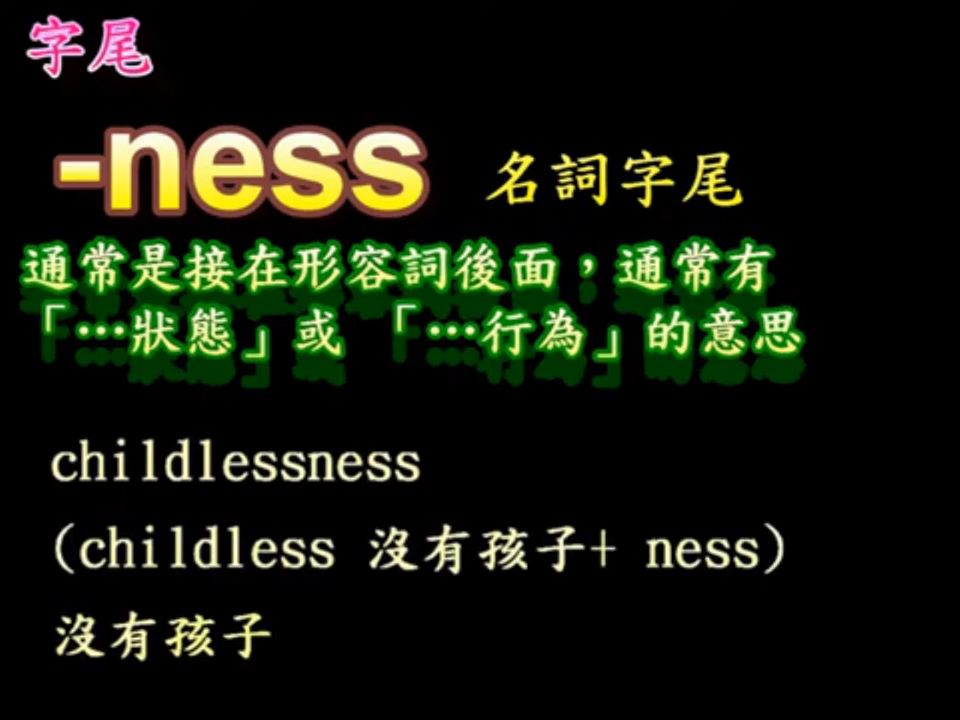 字尾
-ness 名詞字尾
通常是接在形容詞後面，通常有
「…狀態」或 「…行為」的意思
childlessness
(childless 沒有孩子+ ness)
沒有孩子